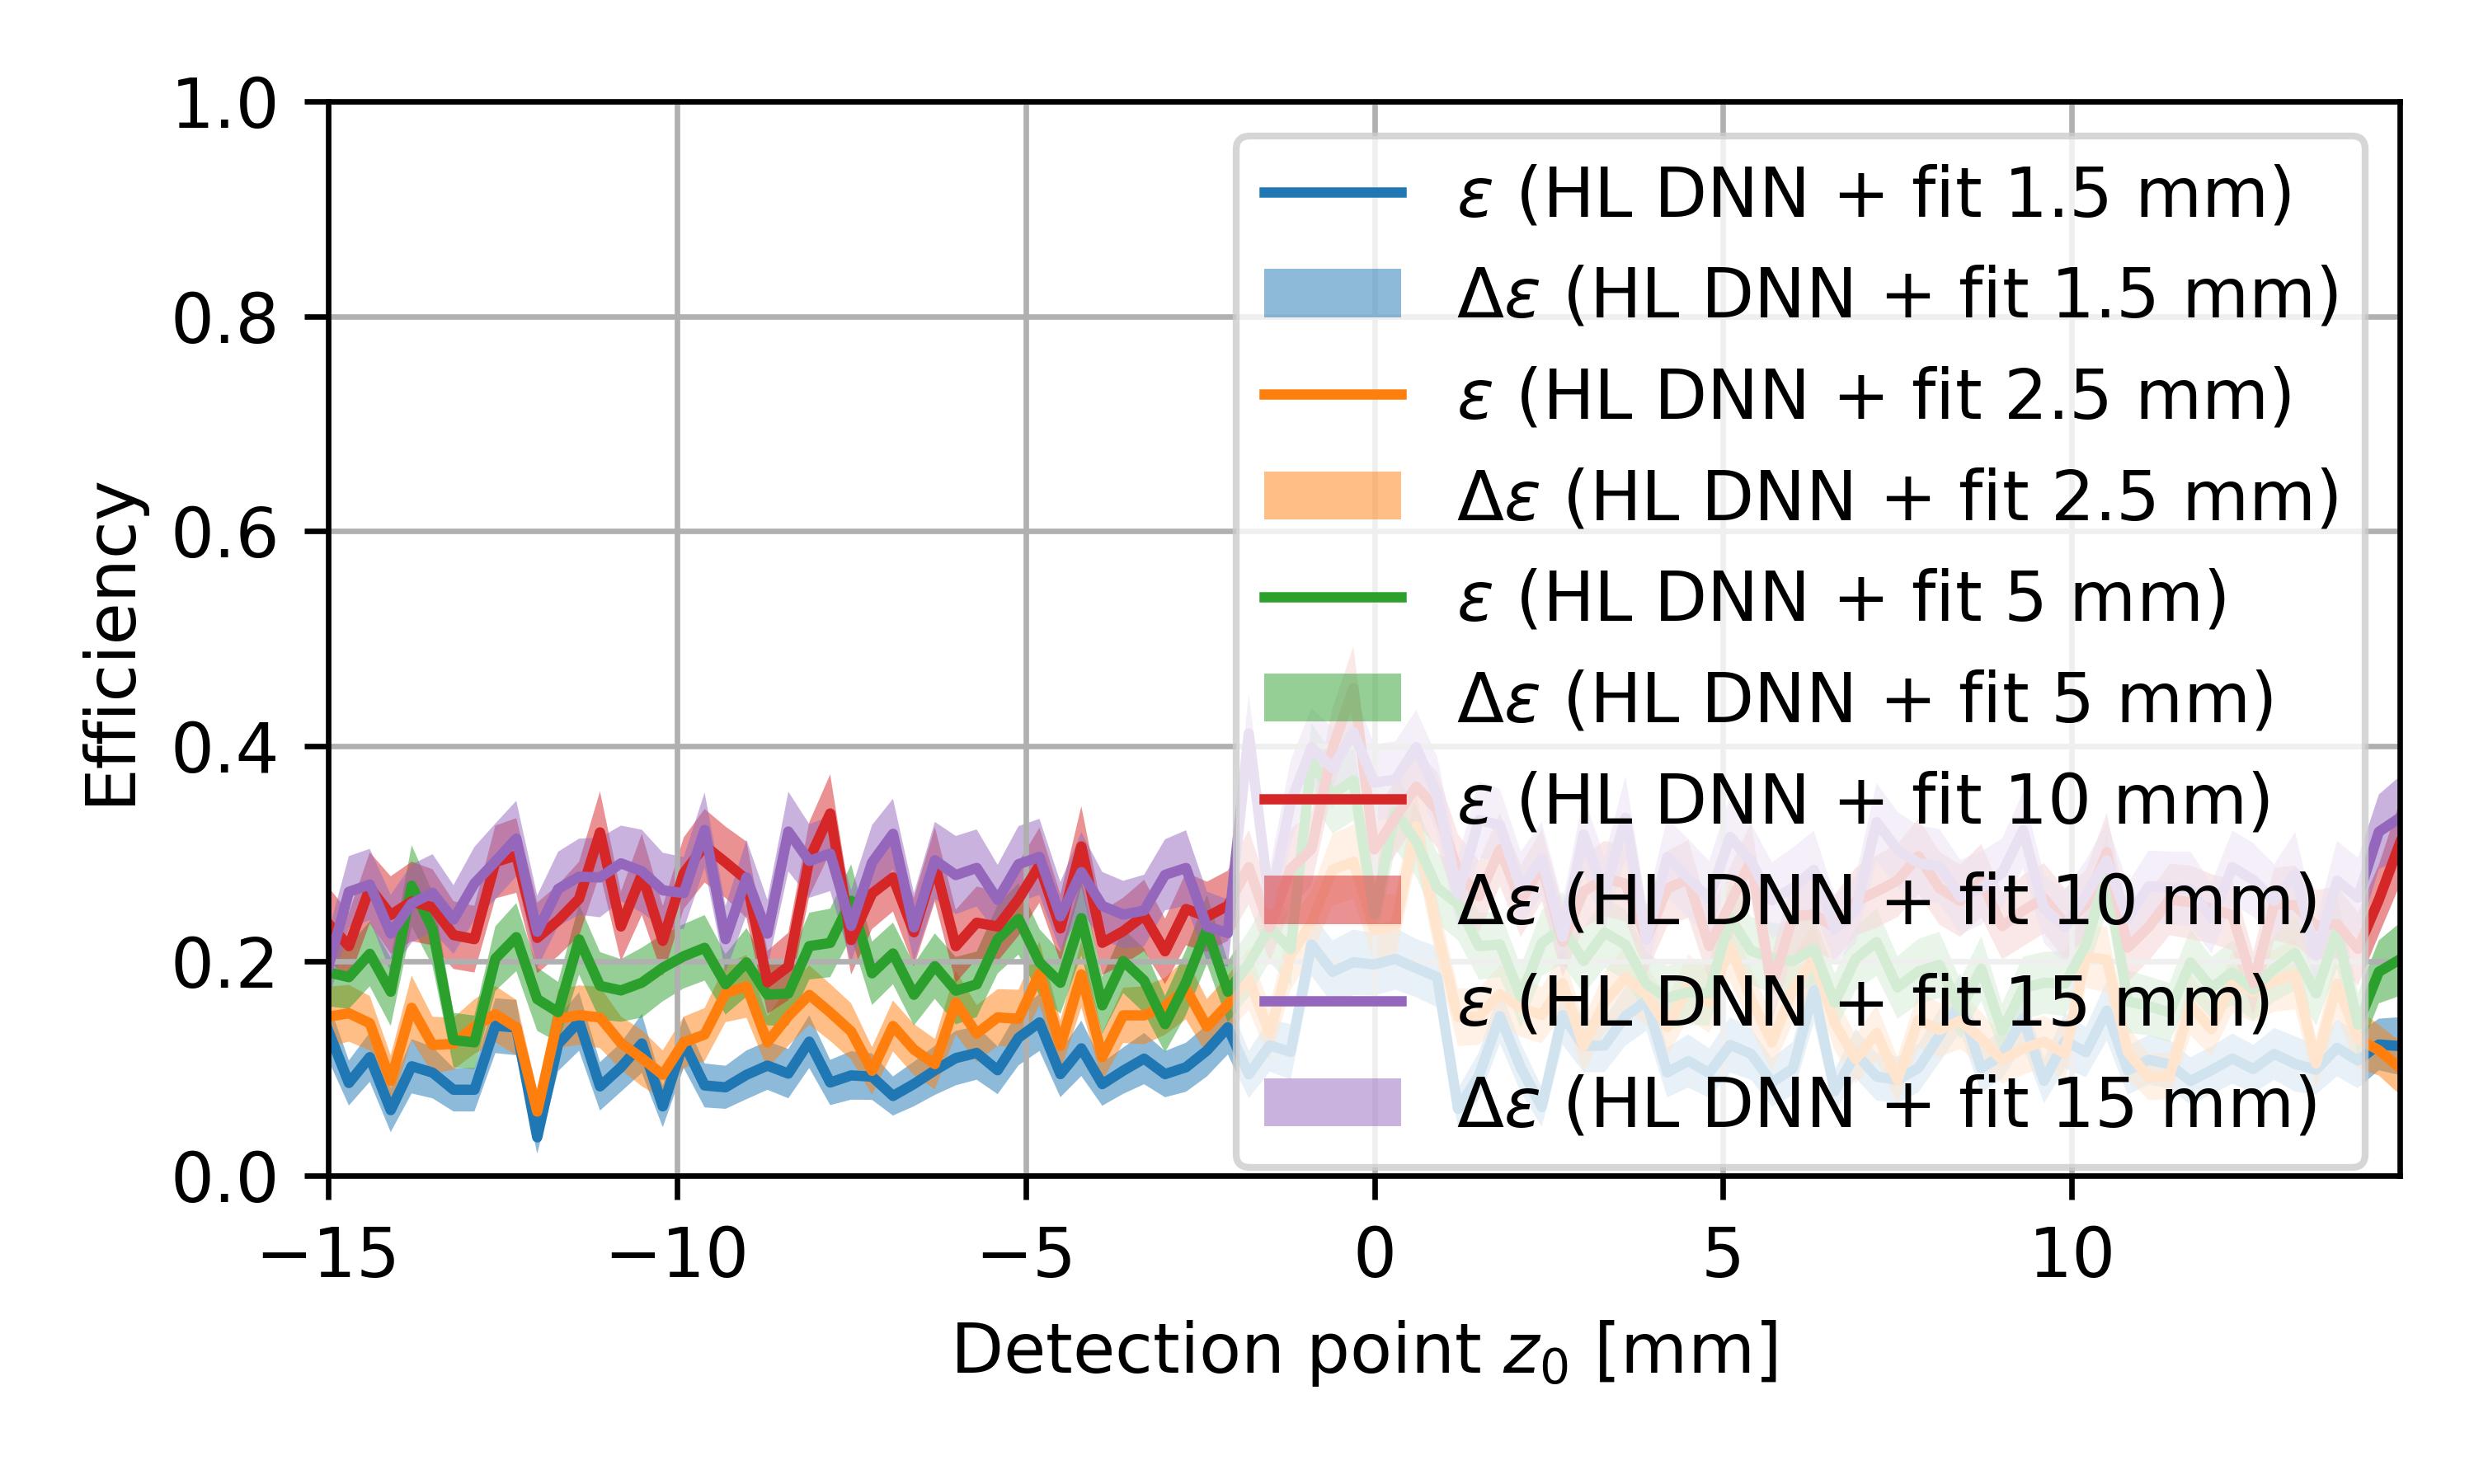 1.0
0.8
0.6
0.4
0.2
0.0
Efficiency
ε (HL DNN + fit 1.5 mm)
Δε (HL DNN + fit 1.5 mm)
ε (HL DNN + fit 2.5 mm)
Δε (HL DNN + fit 2.5 mm)
ε (HL DNN + fit 5 mm)
Δε (HL DNN + fit 5 mm)
ε (HL DNN + fit 10 mm)
Δε (HL DNN + fit 10 mm)
ε (HL DNN + fit 15 mm)
Δε (HL DNN + fit 15 mm)
−15 −10 −5 0 5 10
Detection point z₀ [mm]